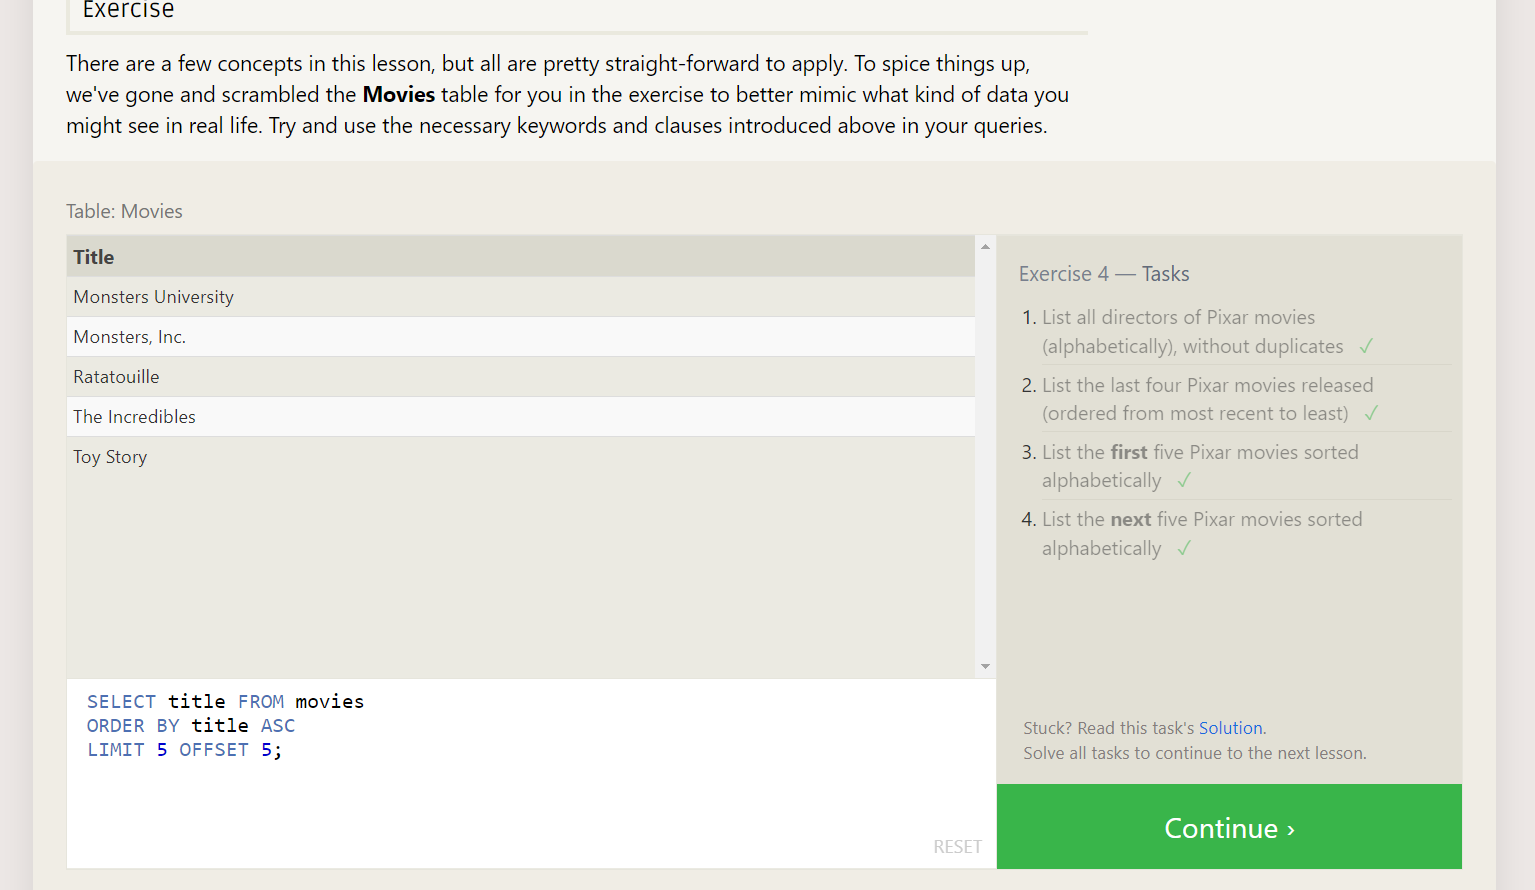 Exercise
There are a few concepts in this lesson, but all are pretty straight-forward to apply. To spice things up,
we've gone and scrambled the Movies table for you in the exercise to better mimic what kind of data you
might see in real life. Try and use the necessary keywords and clauses introduced above in your queries.
Table: Movies
Title
Monsters University
Monsters, Inc.
Ratatouille
The Incredibles
Toy Story
SELECT title FROM movies
ORDER BY title ASC
LIMIT 5 OFFSET 5;
RESET
Exercise 4 — Tasks
1. List all directors of Pixar movies
(alphabetically), without duplicates ✓
2. List the last four Pixar movies released
(ordered from most recent to least) ✓
3. List the first five Pixar movies sorted
alphabetically ✓
4. List the next five Pixar movies sorted
alphabetically ✓
Stuck? Read this task's Solution.
Solve all tasks to continue to the next lesson.
Continue ›